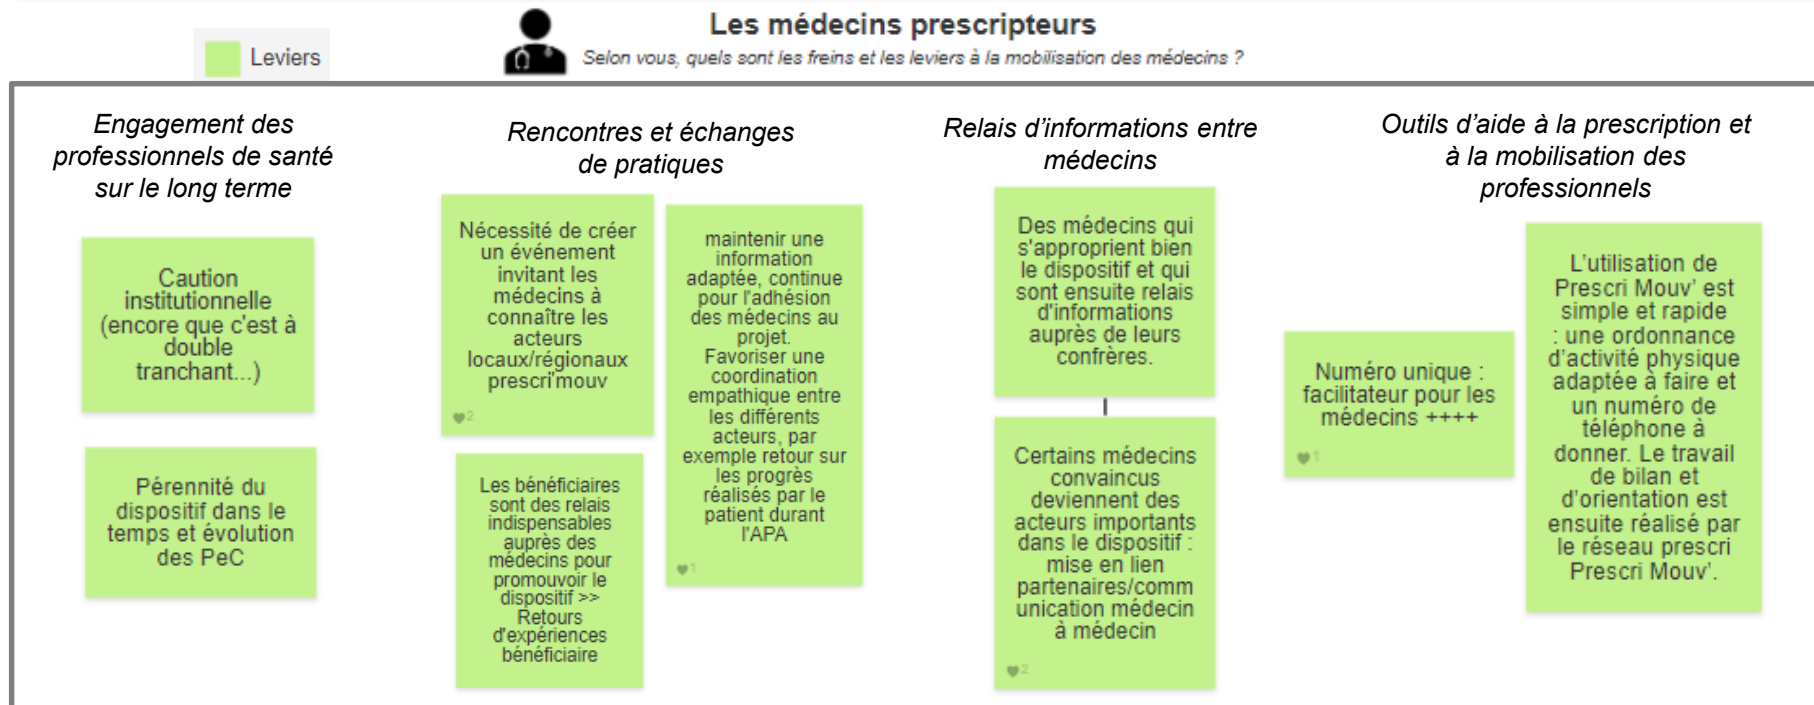 Leviers
Les médecins prescripteurs
Selon vous, quels sont les freins et les leviers à la mobilisation des médecins ?
Engagement des
professionnels de santé
sur le long terme
Caution
institutionnelle
(encore que c'est à
double
tranchant...)
Pérennité du
dispositif dans le
temps et évolution
des PeC
Rencontres et échanges
de pratiques
Nécessité de créer
un événement
invitant les
médecins à
connaître les
acteurs
locaux/régionaux
prescri'mouv
2
Les bénéficiaires
sont des relais
indispensables
auprès des
médecins pour
promouvoir le
dispositif >>
Retours
d'expériences
bénéficiaire
maintenir une
information
adaptée, continue
pour l'adhésion
des médecins au
projet.
Favoriser une
coordination
empathique entre
les différents
acteurs, par
exemple retour sur
les progrès
réalisés par le
patient durant
l'APA
1
Relais d’informations entre
médecins
Des médecins qui
s'approprient bien
le dispositif et qui
sont ensuite relais
d'informations
auprès de leurs
confrères.
Certains médecins
convaincus
deviennent des
acteurs importants
dans le dispositif :
mise en lien
partenaires/comm
unication médecin
à médecin
2
Outils d’aide à la prescription et
à la mobilisation des
professionnels
Numéro unique :
facilitateur pour les
médecins ++++
1
L’utilisation de
Prescri Mouv’ est
simple et rapide
: une ordonnance
d’activité physique
adaptée à faire et
un numéro de
téléphone à
donner. Le travail
de bilan et
d’orientation est
ensuite réalisé par
le réseau prescri
Prescri Mouv’.